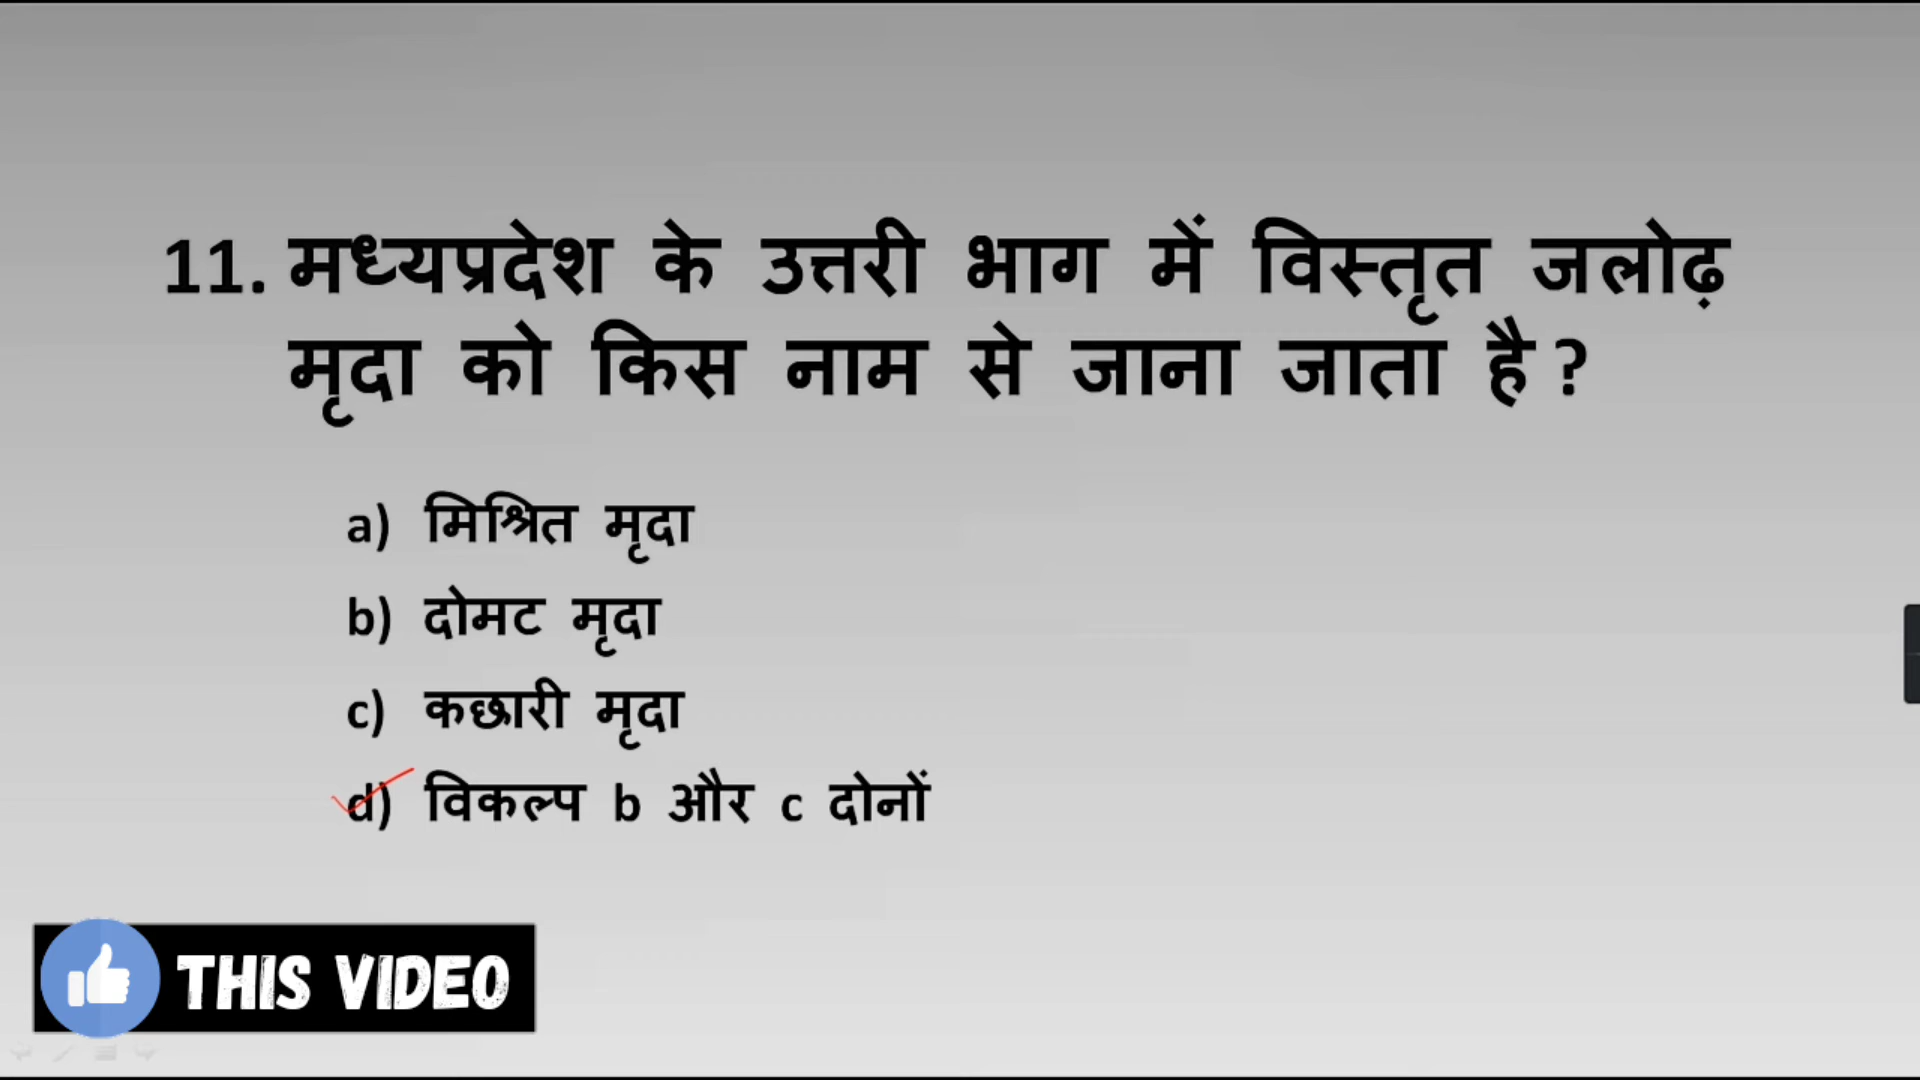 11. मध्यप्रदेश के उत्तरी भाग में विस्तृत जलोढ़
मृदा को किस नाम से जाना जाता है ?
a) मिश्रित मृदा
b) दोमट मृदा
c) कछारी मृदा
d) विकल्प b और c दोनों
THIS VIDEO